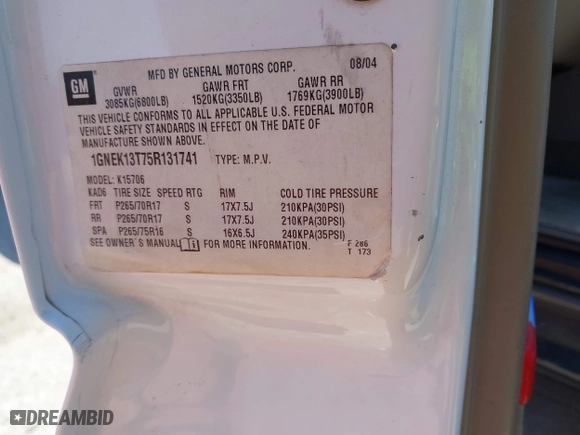 GM
MFD BY GENERAL MOTORS CORP. 08/04
GVWR GAWR FRT GAWR RR
3085KG(6800LB) 1520KG(3350LB) 1769KG(3900LB)
THIS VEHICLE CONFORMS TO ALL APPLICABLE U.S. FEDERAL MOTOR
VEHICLE SAFETY STANDARDS IN EFFECT ON THE DATE OF
MANUFACTURE SHOWN ABOVE.
1GNEK13T75R131741 TYPE: M.P.V.
MODEL: K15706
KAD6 TIRE SIZE SPEED RTG RIM COLD TIRE PRESSURE
FRT P265/70R17 S 17X7.5J 210KPA(30PSI)
RR P265/70R17 S 17X7.5J 210KPA(30PSI)
SPA P265/75R16 S 16X6.5J 240KPA(35PSI)
SEE OWNER'S MANUAL FOR MORE INFORMATION. F 286
T 173
DREAMBID